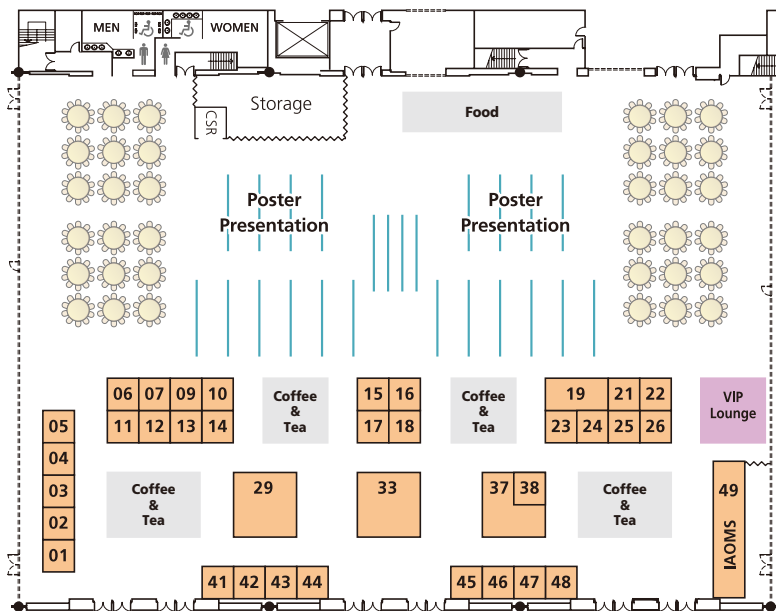 MEN
WOMEN
Storage
CSR
Food
Poster
Presentation
Poster
Presentation
06 07 09 10
11 12 13 14
Coffee
&
Tea
15 16
17 18
Coffee
&
Tea
19 21 22
23 24 25 26
VIP
Lounge
05
04
03
02
01
Coffee
&
Tea
29
33
37 38
Coffee
&
Tea
49
IAOMS
41 42 43 44
45 46 47 48